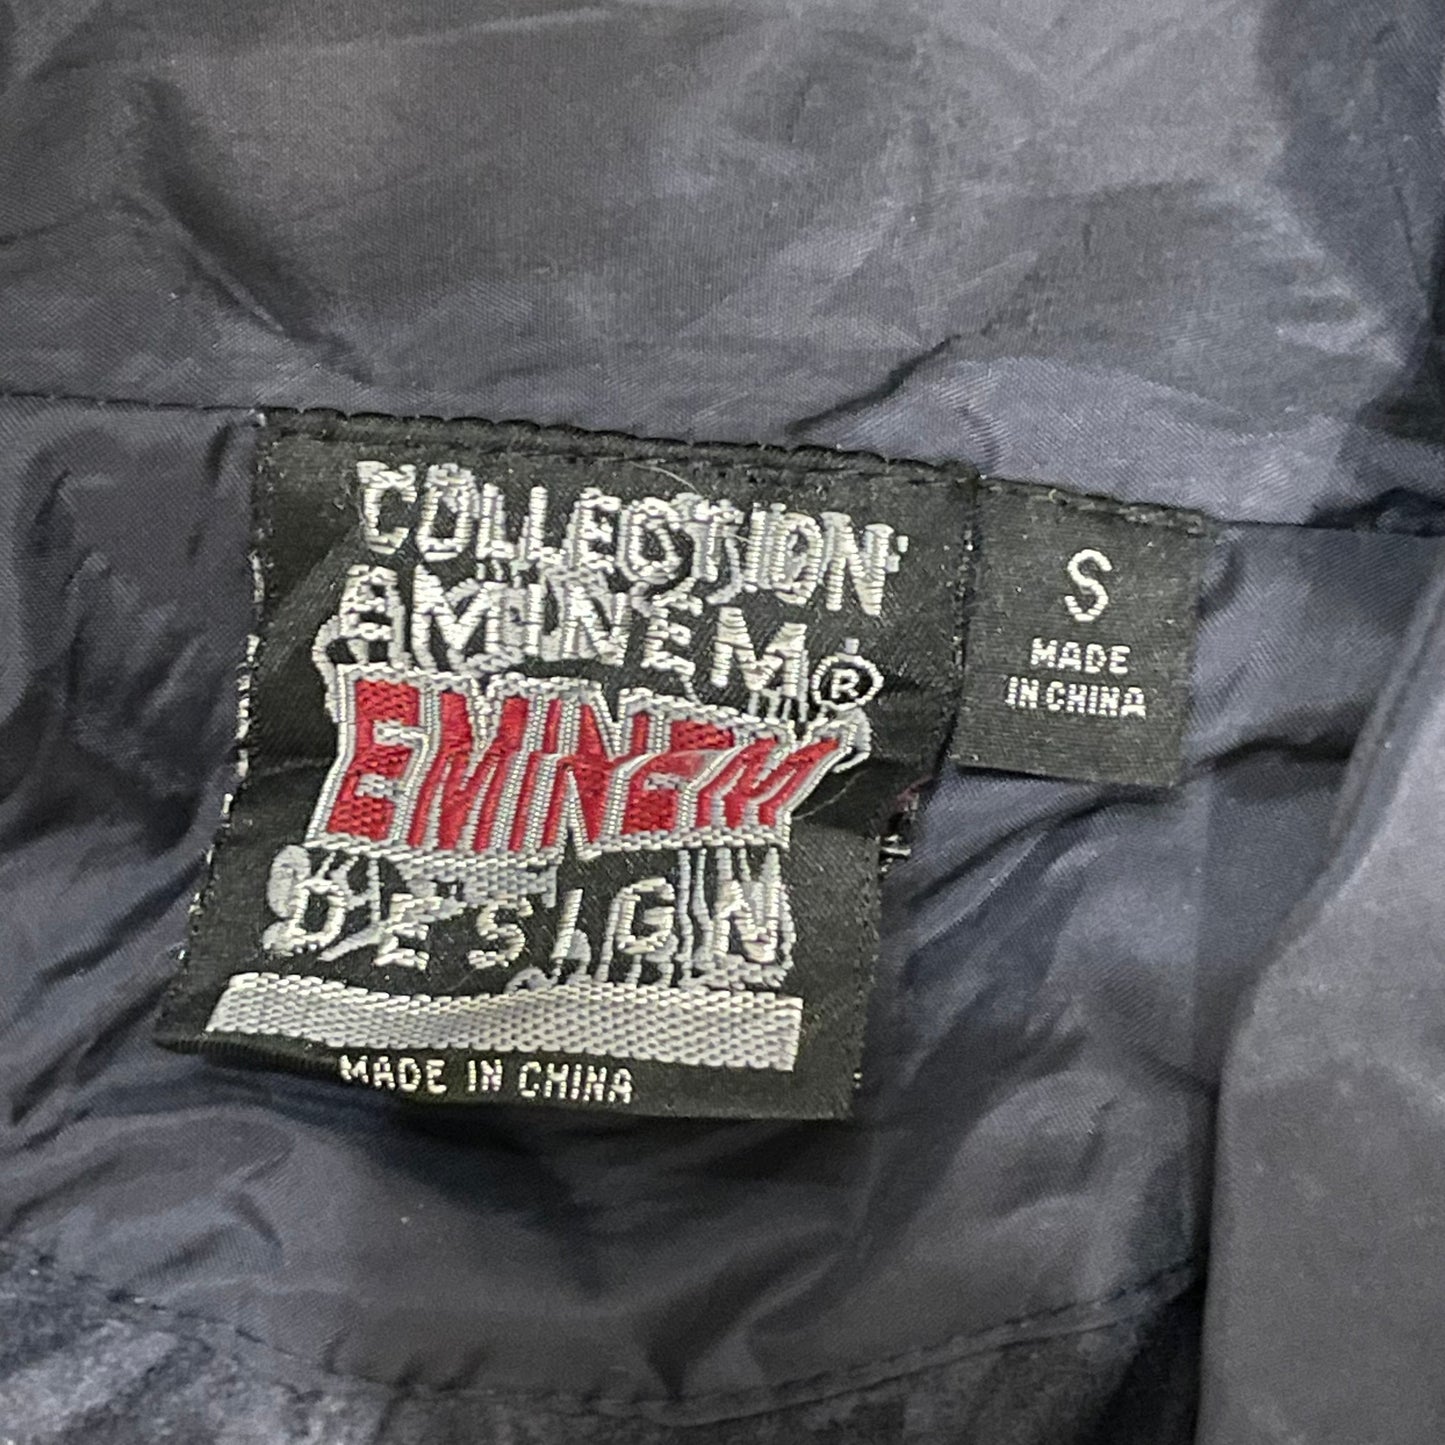 COLLECTION
AMINEM®
EMINEM
DESIGN
MADE IN CHINA
S
MADE
IN CHINA